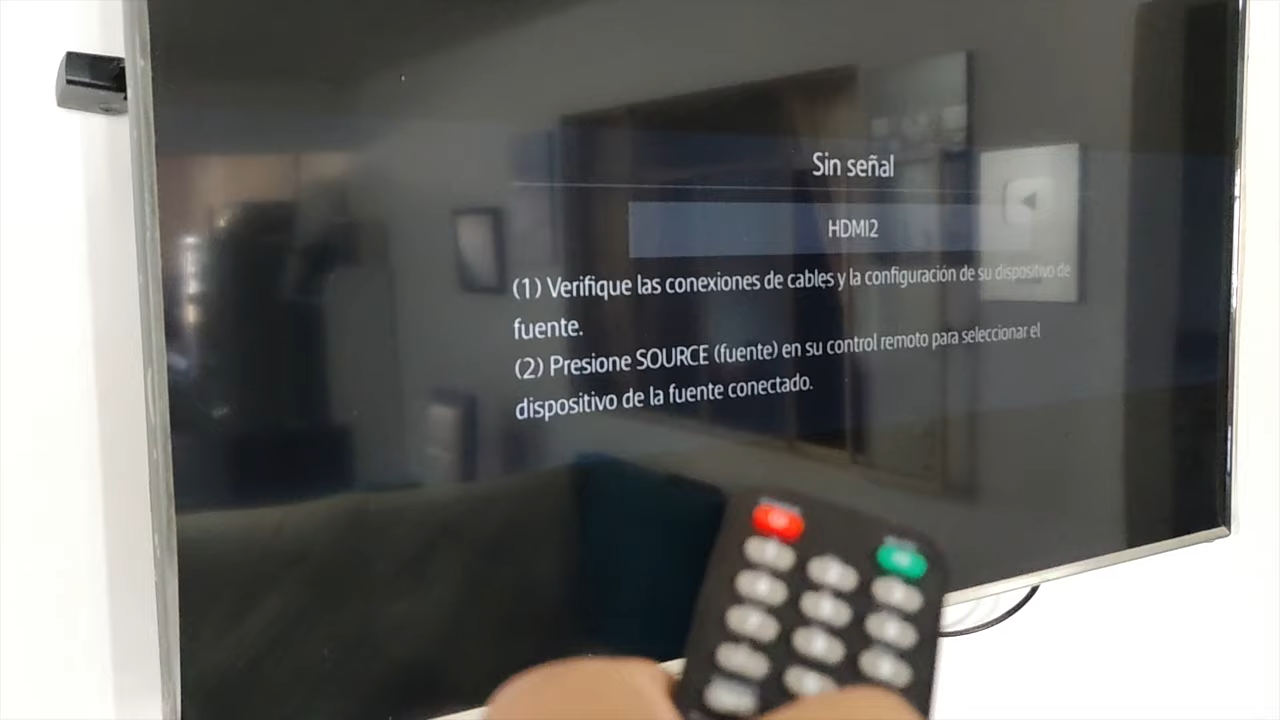 Sin señal
HDMI2
(1) Verifique las conexiones de cables y la configuración de su dispositivo de
fuente.
(2) Presione SOURCE (fuente) en su control remoto para seleccionar el
dispositivo de la fuente conectado.